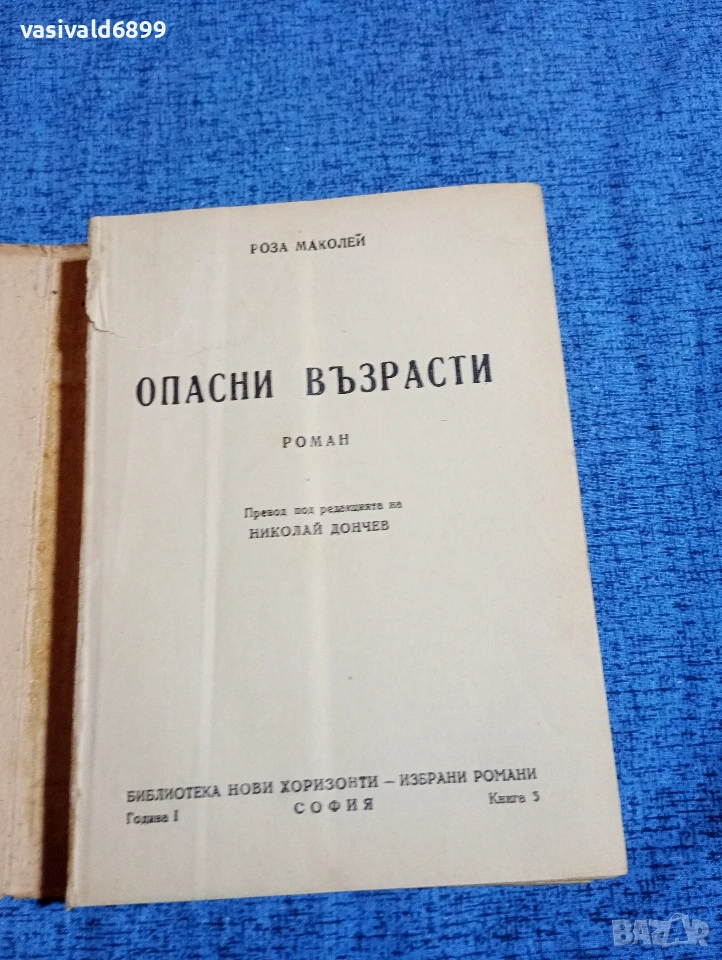 vasivald6899
РОЗА МАКОЛЕЙ
ОПАСНИ ВЪЗРАСТИ
РОМАН
Превод под редакцията на
НИКОЛАЙ ДОНЧЕВ
БИБЛИОТЕКА НОВИ ХОРИЗОНТИ — ИЗБРАНИ РОМАНИ
Година I СОФИЯ Книга 5
BAZAR